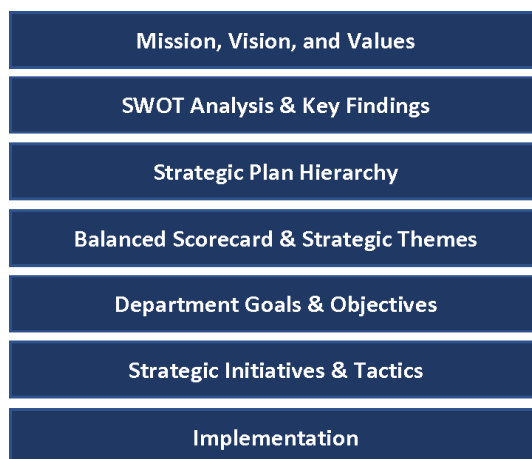 Mission, Vision, and Values
SWOT Analysis & Key Findings
Strategic Plan Hierarchy
Balanced Scorecard & Strategic Themes
Department Goals & Objectives
Strategic Initiatives & Tactics
Implementation